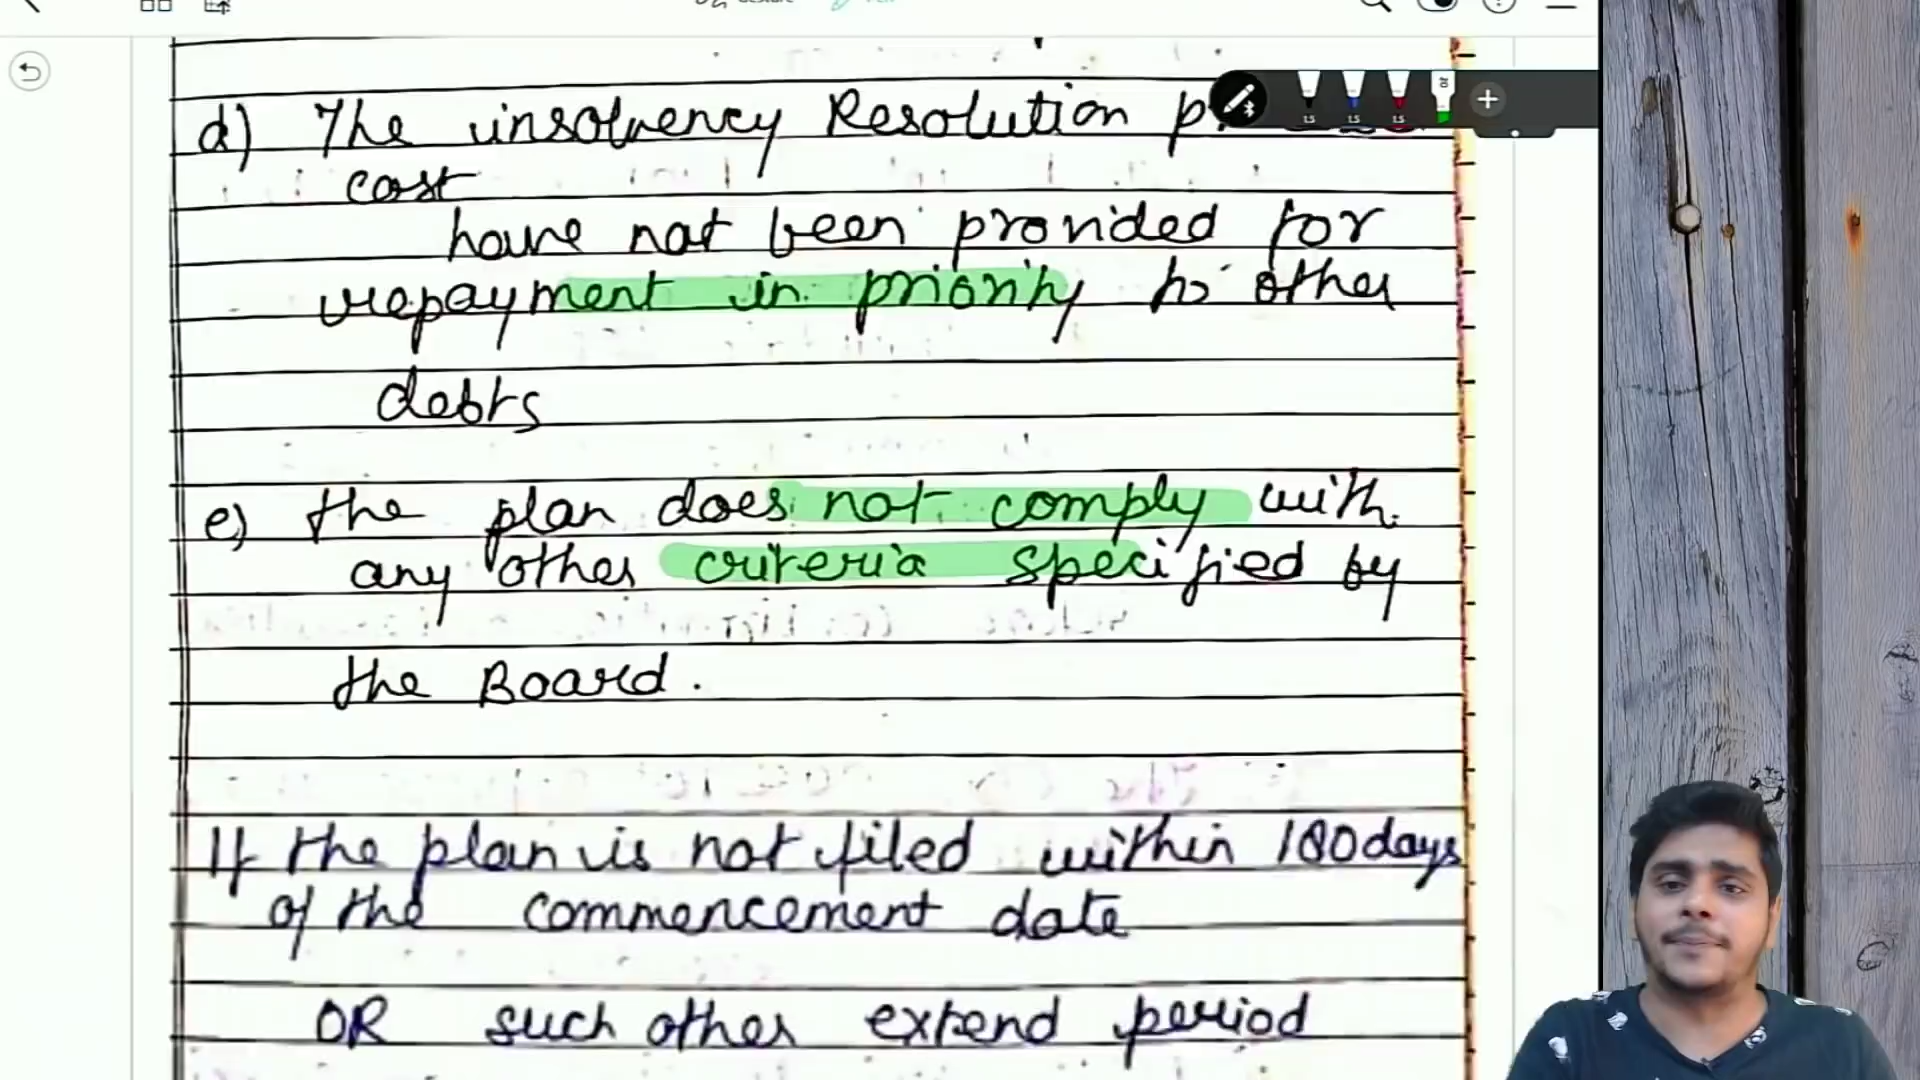 d) The insolvency Resolution
cost
have not been provided for
repayment in priority to other
debts
e) the plan does not comply with
any other criteria specified by
the Board.
If the plan is not filed within 180 days
of the commencement date
OR such other extend period